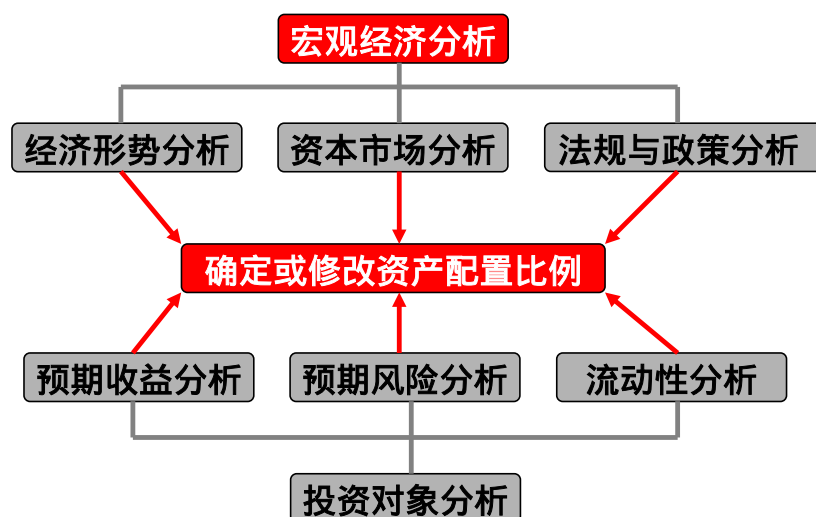 宏观经济分析
经济形势分析
资本市场分析
法规与政策分析
确定或修改资产配置比例
预期收益分析
预期风险分析
流动性分析
投资对象分析